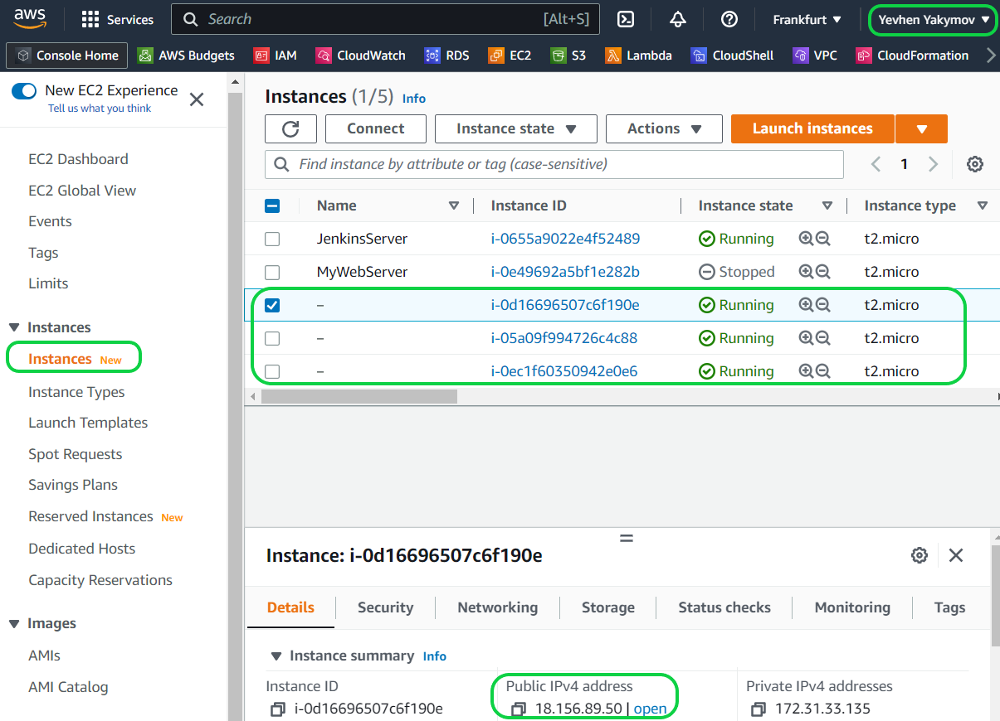 aws Services Search [Alt+S] Frankfurt ▼ Yevhen Yakymov ▼
Console Home AWS Budgets IAM CloudWatch RDS EC2 S3 Lambda CloudShell VPC CloudFormation
New EC2 Experience
Tell us what you think
EC2 Dashboard
EC2 Global View
Events
Tags
Limits
Instances
Instances New
Instance Types
Launch Templates
Spot Requests
Savings Plans
Reserved Instances New
Dedicated Hosts
Capacity Reservations
Images
AMIs
AMI Catalog
Instances (1/5) Info
Connect Instance state ▼ Actions ▼ Launch instances ▼
Find instance by attribute or tag (case-sensitive) 1
Name Instance ID Instance state Instance type
JenkinsServer i-0655a9022e4f52489 Running t2.micro
MyWebServer i-0e49692a5bf1e282b Stopped t2.micro
– i-0d16696507c6f190e Running t2.micro
– i-05a09f994726c4c88 Running t2.micro
– i-0ec1f60350942e0e6 Running t2.micro
Instance: i-0d16696507c6f190e
Details Security Networking Storage Status checks Monitoring Tags
Instance summary Info
Instance ID Public IPv4 address Private IPv4 addresses
i-0d16696507c6f190e 18.156.89.50 | open 172.31.33.135